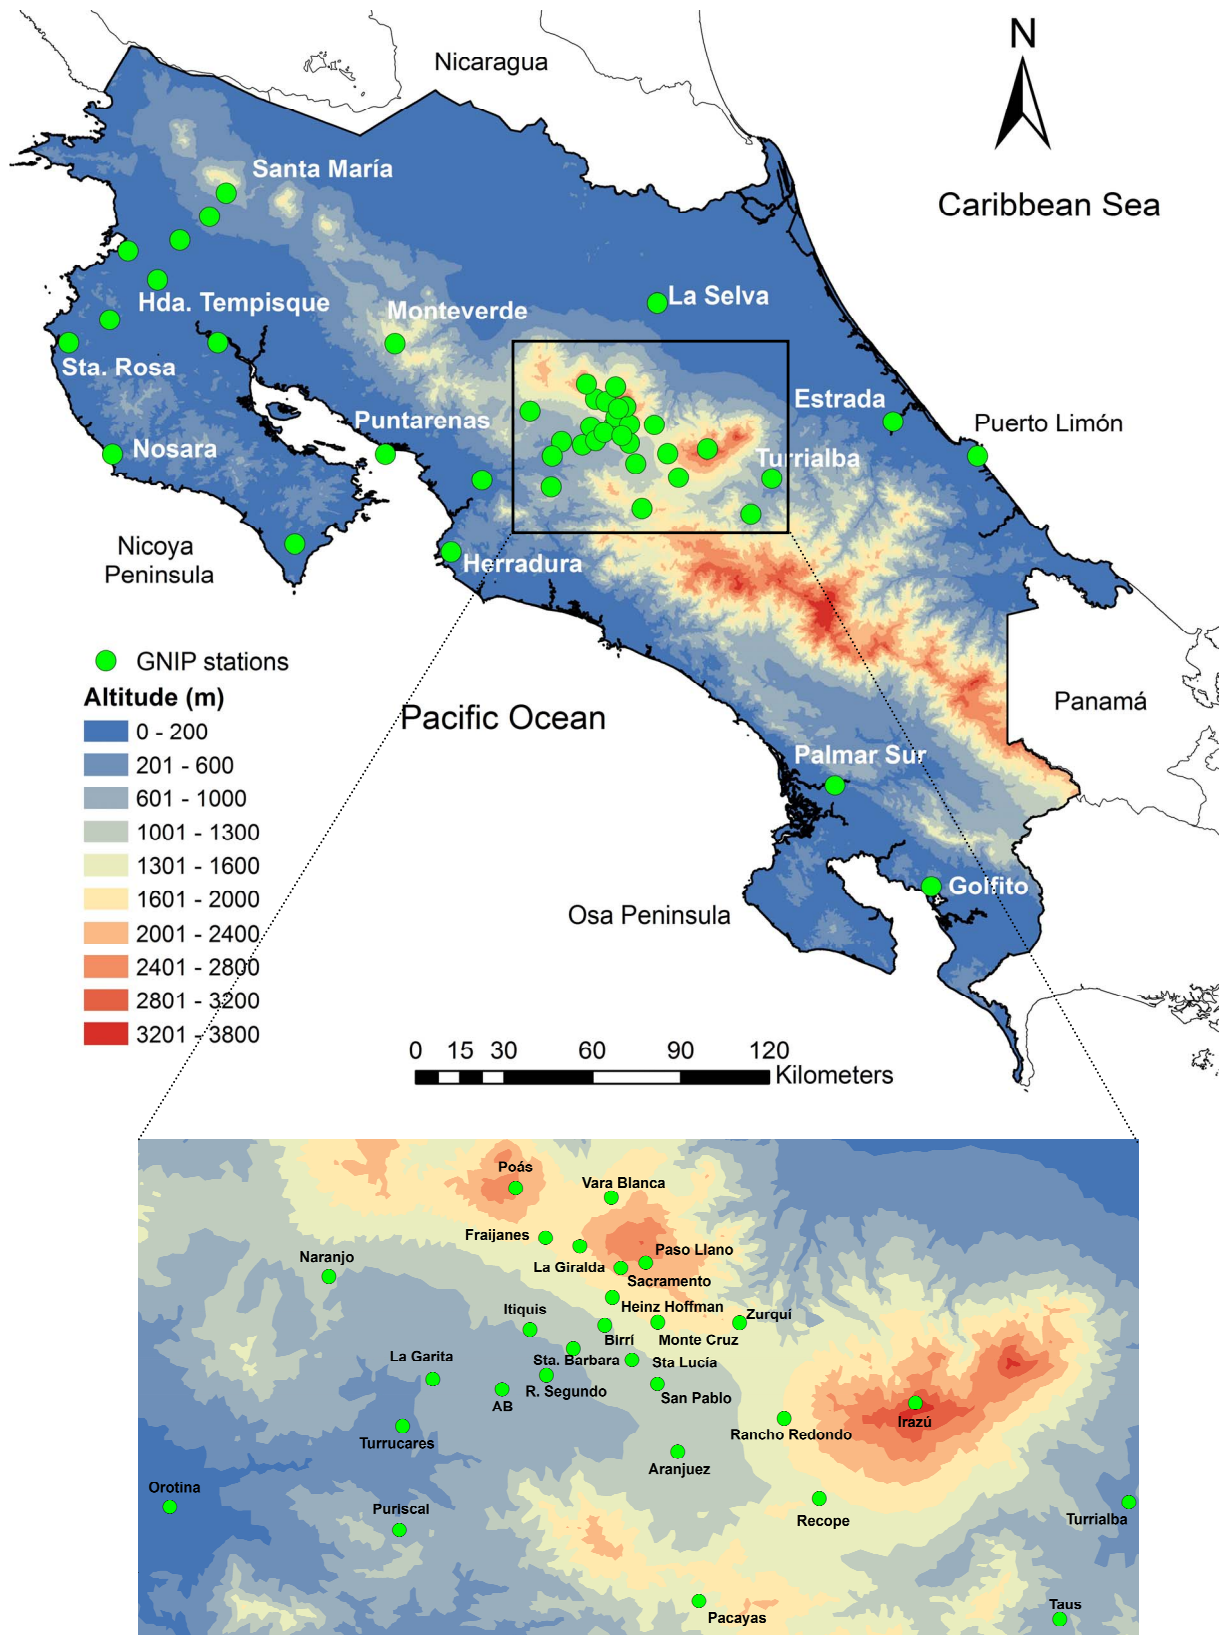 N
Nicaragua
Caribbean Sea
Santa María
La Selva
Hda. Tempisque
Monteverde
Sta. Rosa
Estrada
Puntarenas
Puerto Limón
Nosara
Turrialba
Nicoya
Peninsula
Herradura
GNIP stations
Altitude (m)
0 - 200
201 - 600
601 - 1000
1001 - 1300
1301 - 1600
1601 - 2000
2001 - 2400
2401 - 2800
2801 - 3200
3201 - 3800
Pacific Ocean
Panamá
Palmar Sur
Golfito
Osa Peninsula
0 15 30 60 90 120
Kilometers
Poás
Vara Blanca
Fraijanes
Paso Llano
Naranjo
La Giralda
Sacramento
Itiquis
Heinz Hoffman
Zurquí
Birrí
Monte Cruz
La Garita
Sta. Barbara
Sta Lucía
R. Segundo
San Pablo
AB
Irazú
Turrucares
Rancho Redondo
Aranjuez
Orotina
Puriscal
Recope
Turrialba
Pacayas
Taus